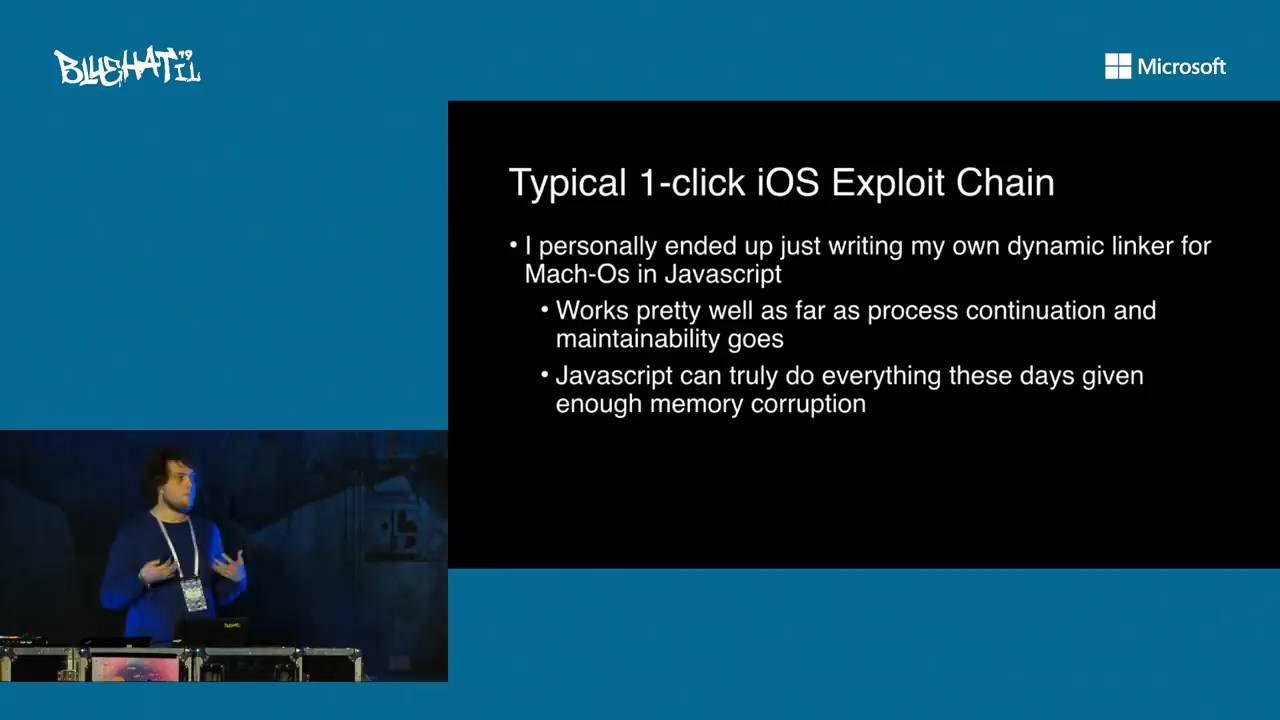 BLUEHAT IL 19
Microsoft
Typical 1-click iOS Exploit Chain
• I personally ended up just writing my own dynamic linker for
Mach-Os in Javascript
• Works pretty well as far as process continuation and
maintainability goes
• Javascript can truly do everything these days given
enough memory corruption